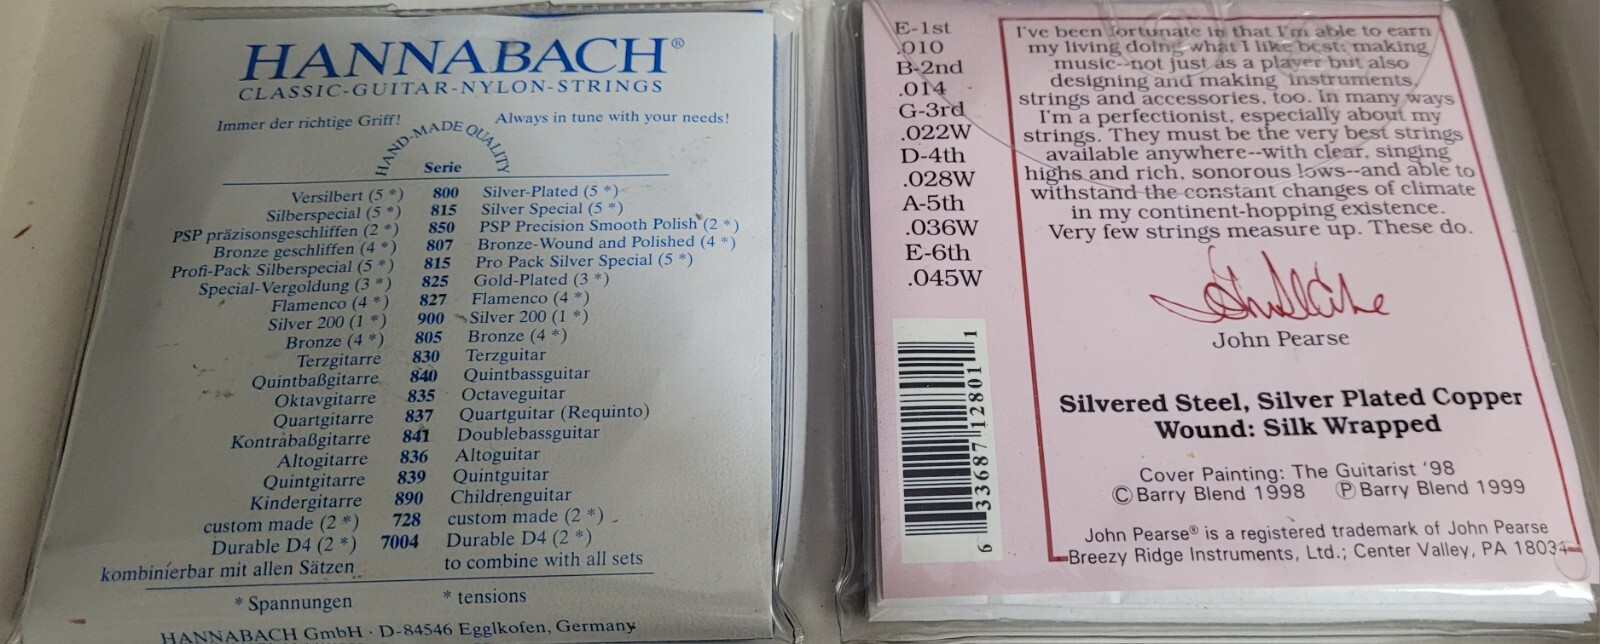 HANNABACH®
CLASSIC-GUITAR-NYLON-STRINGS
Immer der richtige Griff! Always in tune with your needs!
HAND-MADE QUALITY
Serie
Versilbert (5 *) 800 Silver-Plated (5 *)
Silberspecial (5 *) 815 Silver Special (5 *)
PSP präzisonsgeschliffen (2 *) 850 PSP Precision Smooth Polish (2 *)
Bronze geschliffen (4 *) 807 Bronze-Wound and Polished (4 *)
Profi-Pack Silberspecial (5 *) 815 Pro Pack Silver Special (5 *)
Special-Vergoldung (3 *) 825 Gold-Plated (3 *)
Flamenco (4 *) 827 Flamenco (4 *)
Silver 200 (1 *) 900 Silver 200 (1 *)
Bronze (4 *) 805 Bronze (4 *)
Terzgitarre 830 Terzguitar
Quintbaßgitarre 840 Quintbassguitar
Oktavgitarre 835 Octaveguitar
Quartgitarre 837 Quartguitar (Requinto)
Kontrabaßgitarre 841 Doublebassguitar
Altogitarre 836 Altoguitar
Quintgitarre 839 Quintguitar
Kindergitarre 890 Childrenguitar
custom made (2 *) 728 custom made (2 *)
Durable D4 (2 *) 7004 Durable D4 (2 *)
kombinierbar mit allen Sätzen to combine with all sets
* Spannungen * tensions
HANNABACH GmbH · D-84546 Egglkofen, Germany
E-1st
.010
B-2nd
.014
G-3rd
.022W
D-4th
.028W
A-5th
.036W
E-6th
.045W
6 33687 12801 1
I've been fortunate in that I'm able to earn
my living doing what I like best: making
music--not just as a player but also
designing and making instruments,
strings and accessories, too. In many ways
I'm a perfectionist, especially about my
strings. They must be the very best strings
available anywhere--with clear, singing
highs and rich, sonorous lows--and able to
withstand the constant changes of climate
in my continent-hopping existence.
Very few strings measure up. These do.
John Pearse
Silvered Steel, Silver Plated Copper
Wound: Silk Wrapped
Cover Painting: The Guitarist '98
© Barry Blend 1998 ℗ Barry Blend 1999
John Pearse® is a registered trademark of John Pearse
Breezy Ridge Instruments, Ltd.; Center Valley, PA 18034